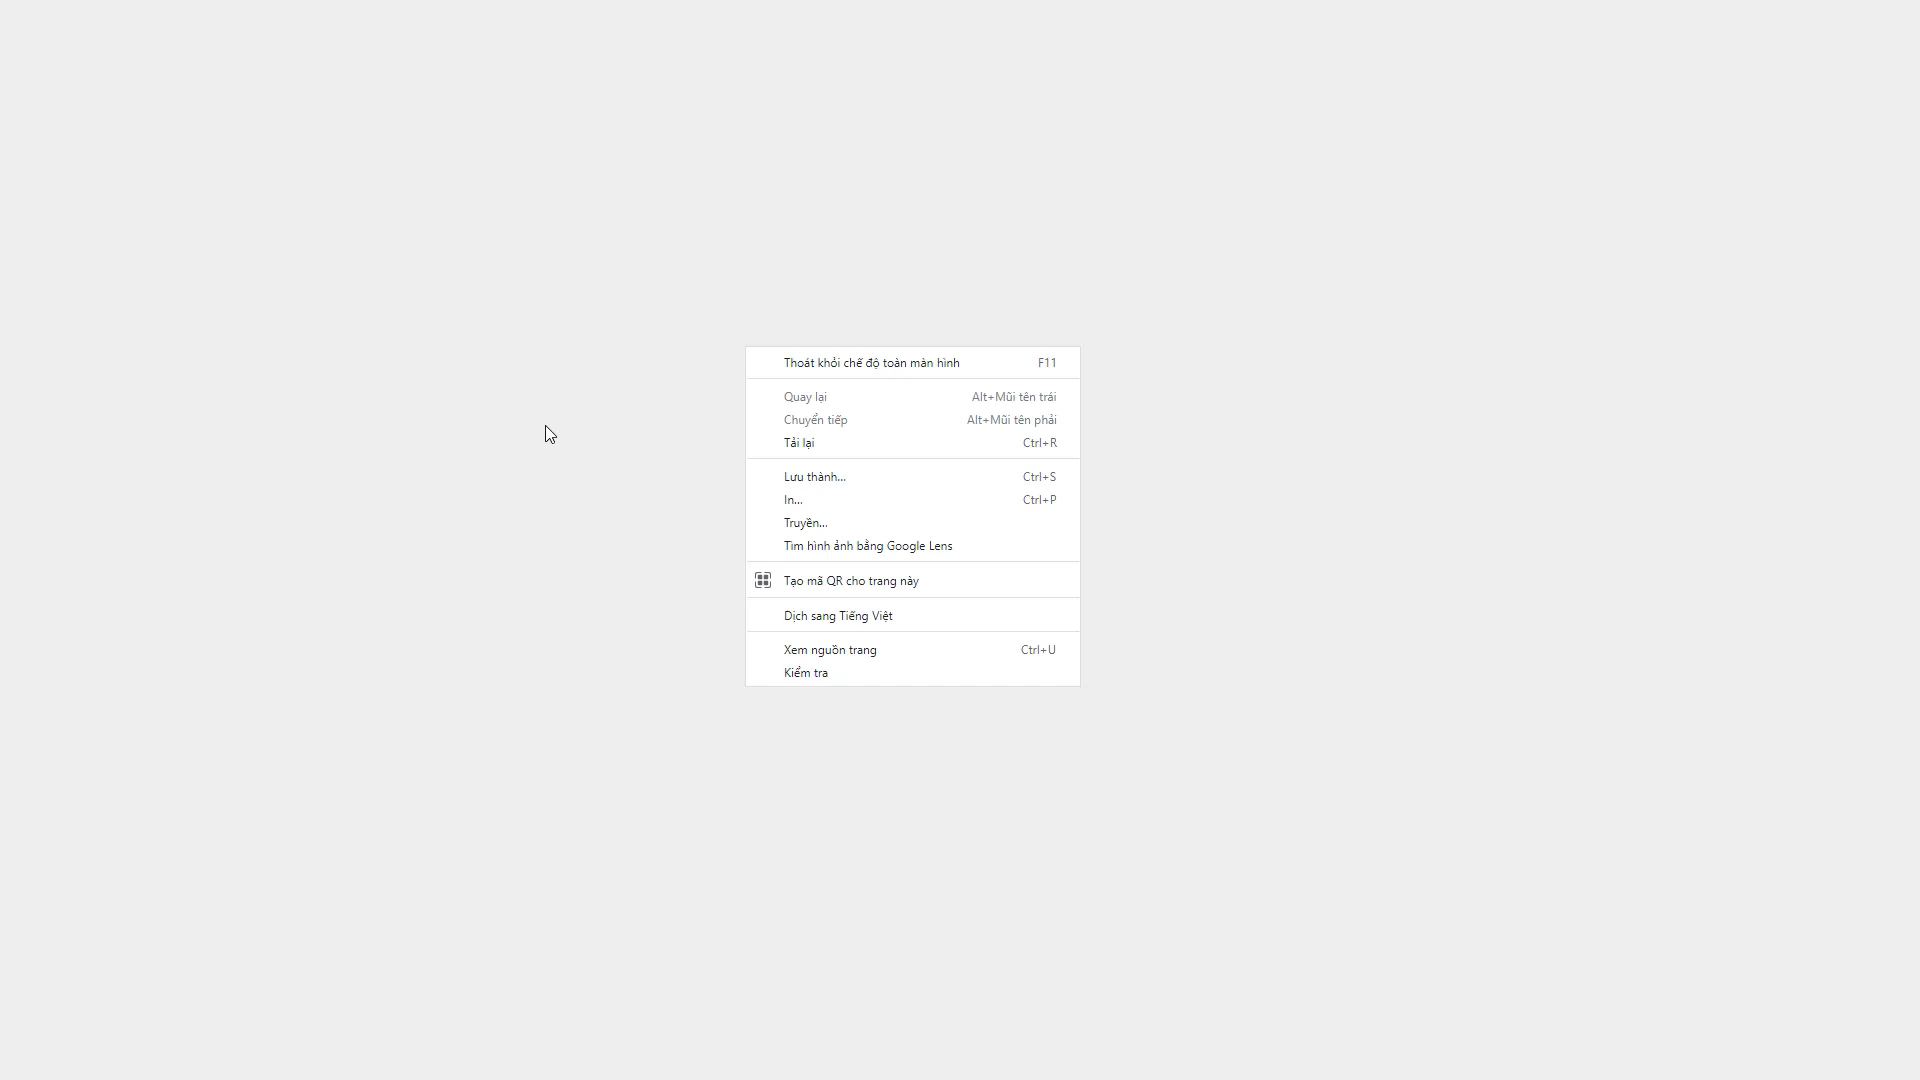 Thoát khỏi chế độ toàn màn hình F11
Quay lại Alt+Mũi tên trái
Chuyển tiếp Alt+Mũi tên phải
Tải lại Ctrl+R
Lưu thành... Ctrl+S
In... Ctrl+P
Truyền...
Tìm hình ảnh bằng Google Lens
Tạo mã QR cho trang này
Dịch sang Tiếng Việt
Xem nguồn trang Ctrl+U
Kiểm tra